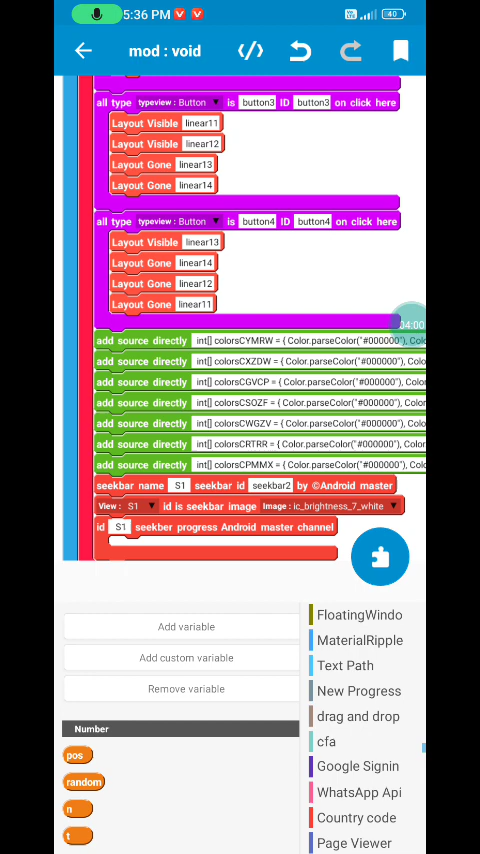 5:36 PM VoLTE 40
mod : void
all type typeview : Button is button3 ID button3 on click here
Layout Visible linear11
Layout Visible linear12
Layout Gone linear13
Layout Gone linear14
all type typeview : Button is button4 ID button4 on click here
Layout Visible linear13
Layout Gone linear14
Layout Gone linear12
Layout Gone linear11
04:00
add source directly int[] colorsCYMRW = { Color.parseColor("#000000"), Colo
add source directly int[] colorsCXZDW = { Color.parseColor("#000000"), Colo
add source directly int[] colorsCGVCP = { Color.parseColor("#000000"), Colo
add source directly int[] colorsCSOZF = { Color.parseColor("#000000"), Colo
add source directly int[] colorsCWGZV = { Color.parseColor("#000000"), Colo
add source directly int[] colorsCRTRR = { Color.parseColor("#000000"), Colo
add source directly int[] colorsCPMMX = { Color.parseColor("#000000"), Colo
seekbar name S1 seekbar id seekbar2 by ©Android master
View : S1 id is seekbar image Image : ic_brightness_7_white
id S1 seekber progress Android master channel
Add variable
Add custom variable
Remove variable
Number
pos
random
n
t
FloatingWindo
MaterialRipple
Text Path
New Progress
drag and drop
cfa
Google Signin
WhatsApp Api
Country code
Page Viewer